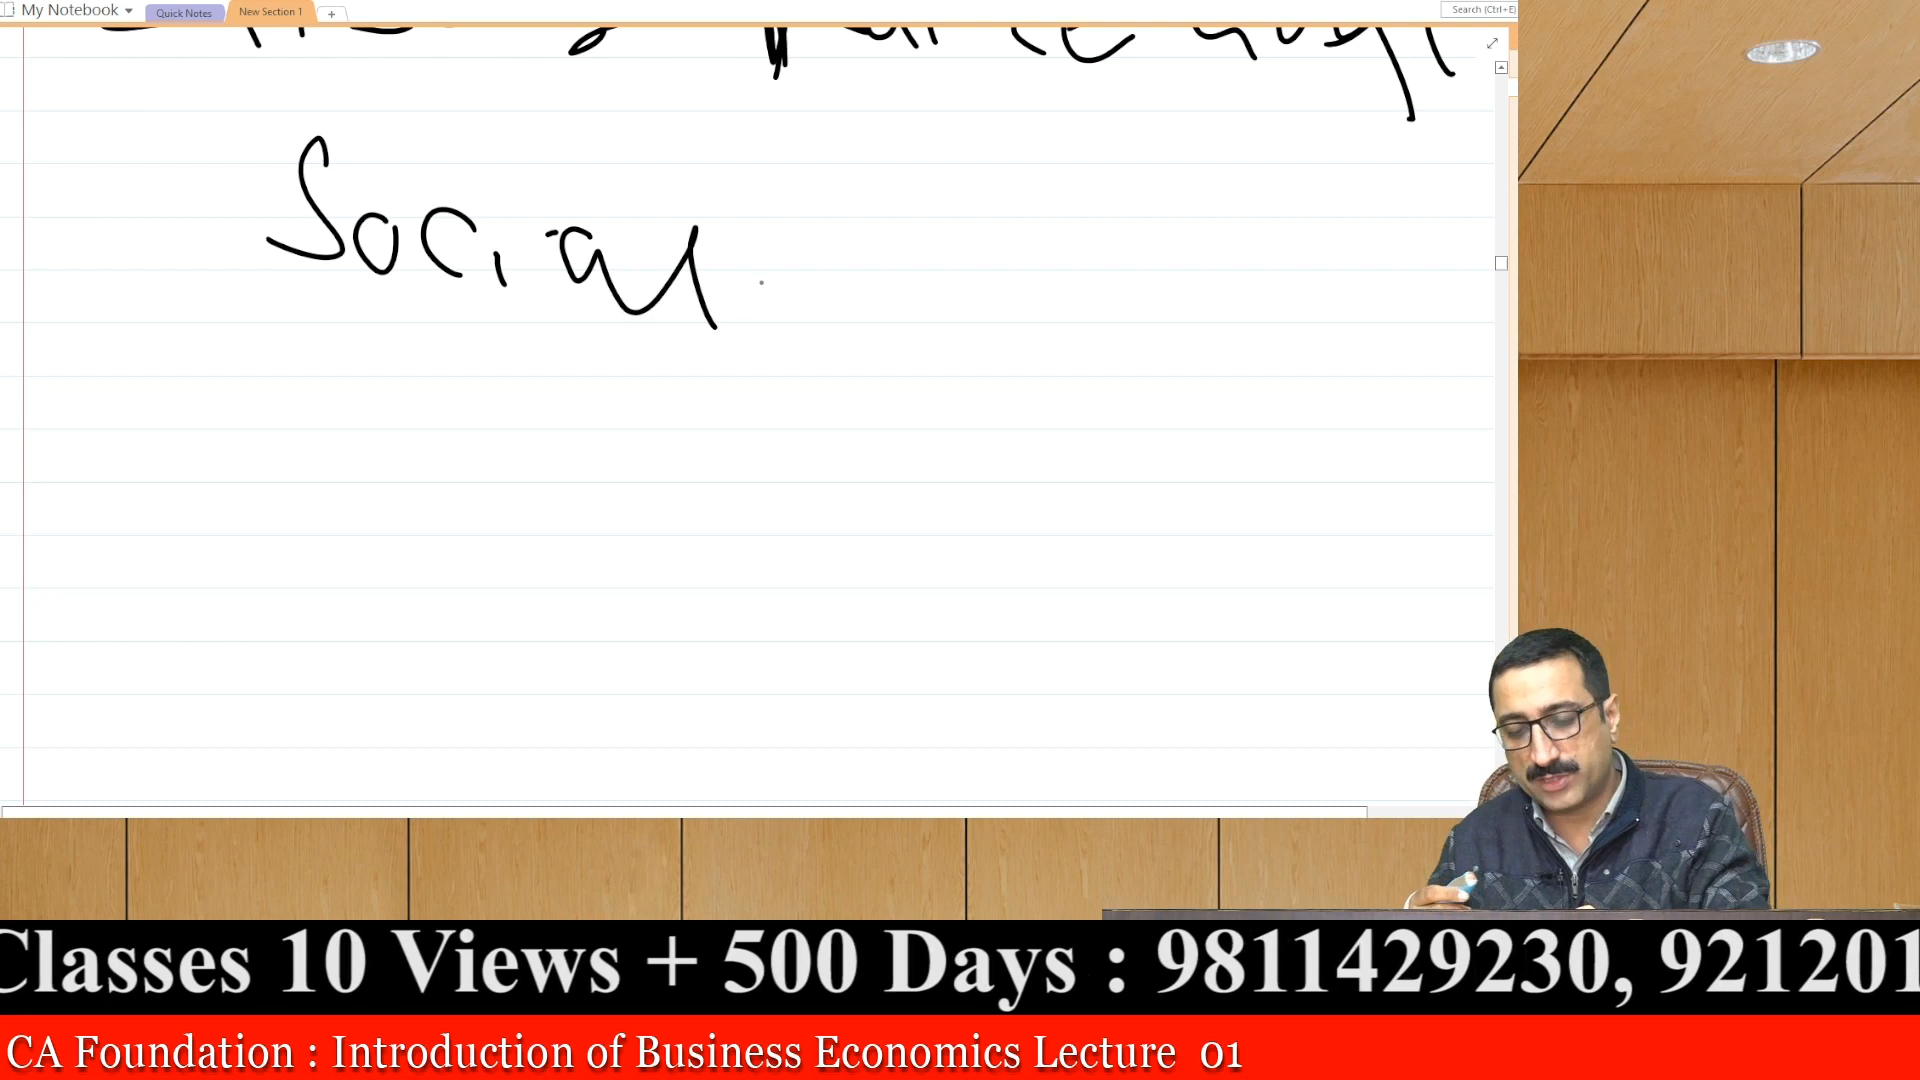 My Notebook
Quick Notes
New Section 1
+
Search (Ctrl+E)
Social
Classes 10 Views + 500 Days : 9811429230, 921201
CA Foundation : Introduction of Business Economics Lecture 01